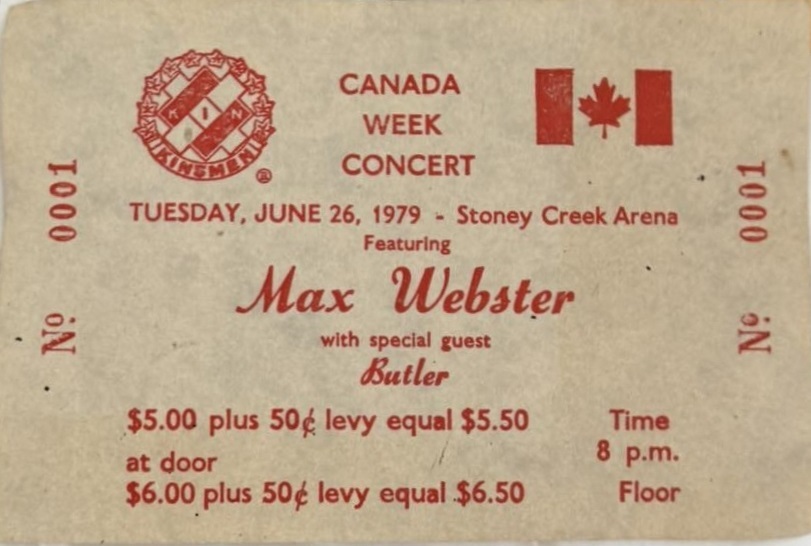 CANADA
WEEK
CONCERT
K I N
KINSMEN
®
TUESDAY, JUNE 26, 1979 - Stoney Creek Arena
Featuring
Max Webster
with special guest
Butler
$5.00 plus 50¢ levy equal $5.50
at door
$6.00 plus 50¢ levy equal $6.50
Time
8 p.m.
Floor
Nº 0001
Nº 0001